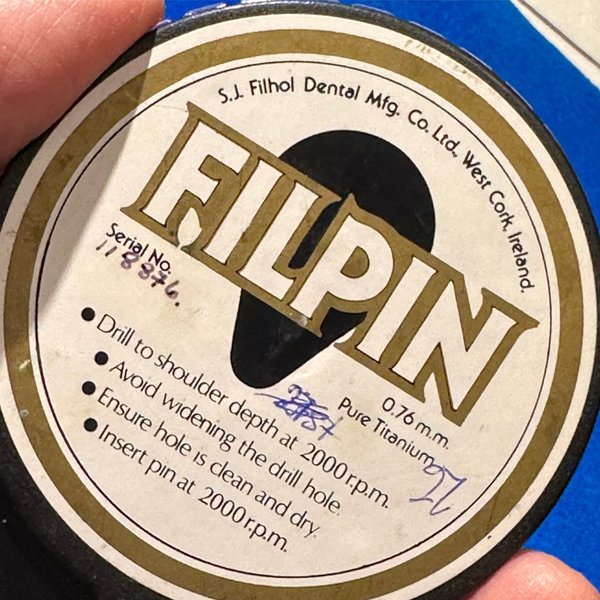 S.J. Filhol Dental Mfg. Co. Ltd., West Cork, Ireland.
FILPIN
Serial No.
118876.
0.76 m.m.
Pure Titanium
• Drill to shoulder depth at 2000 r.p.m.
• Avoid widening the drill hole.
• Ensure hole is clean and dry.
• Insert pin at 2000 r.p.m.